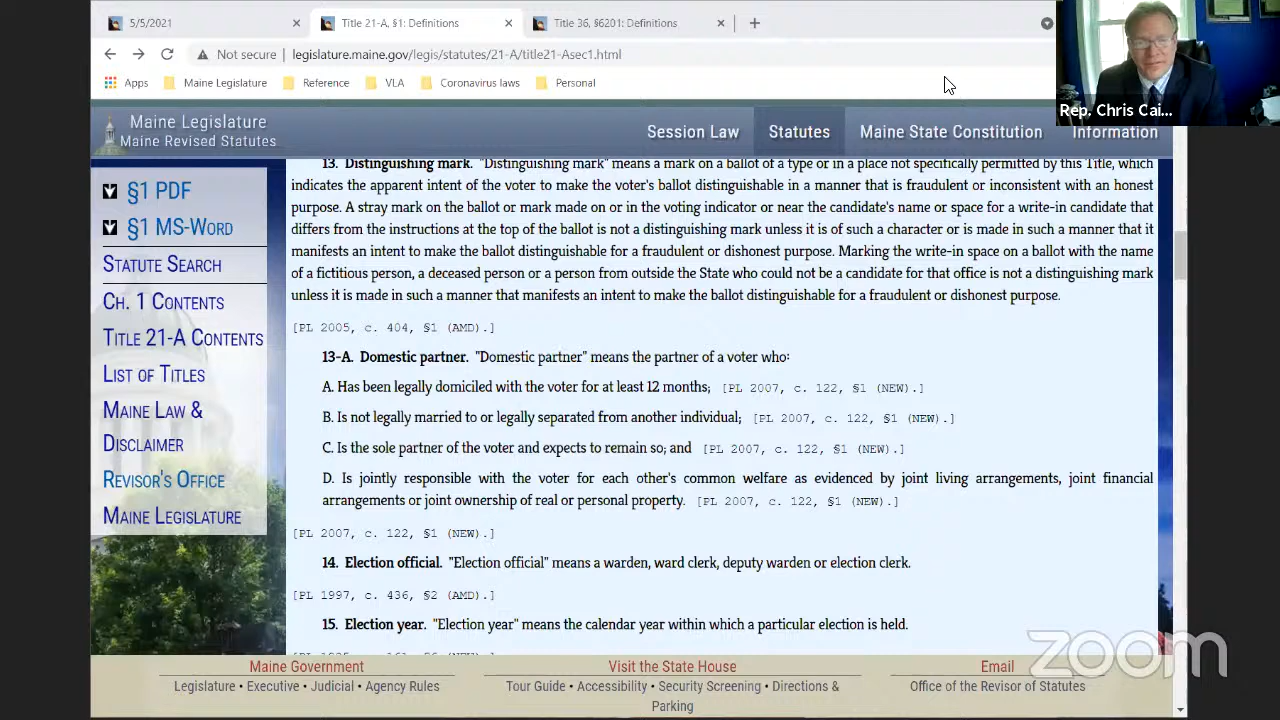 5/5/2021
Title 21-A, §1: Definitions
Title 36, §6201: Definitions
Not secure
legislature.maine.gov/legis/statutes/21-A/title21-Asec1.html
Apps
Maine Legislature
Reference
VLA
Coronavirus laws
Personal
Rep. Chris Cai...
Maine Legislature
Maine Revised Statutes
Session Law
Statutes
Maine State Constitution
Information
§1 PDF
§1 MS-Word
Statute Search
Ch. 1 Contents
Title 21-A Contents
List of Titles
Maine Law &
Disclaimer
Revisor's Office
Maine Legislature
13. Distinguishing mark. "Distinguishing mark" means a mark on a ballot of a type or in a place not specifically permitted by this Title, which
indicates the apparent intent of the voter to make the voter's ballot distinguishable in a manner that is fraudulent or inconsistent with an honest
purpose. A stray mark on the ballot or mark made on or in the voting indicator or near the candidate's name or space for a write-in candidate that
differs from the instructions at the top of the ballot is not a distinguishing mark unless it is of such a character or is made in such a manner that it
manifests an intent to make the ballot distinguishable for a fraudulent or dishonest purpose. Marking the write-in space on a ballot with the name
of a fictitious person, a deceased person or a person from outside the State who could not be a candidate for that office is not a distinguishing mark
unless it is made in such a manner that manifests an intent to make the ballot distinguishable for a fraudulent or dishonest purpose.
[PL 2005, c. 404, §1 (AMD).]
13-A. Domestic partner. "Domestic partner" means the partner of a voter who:
A. Has been legally domiciled with the voter for at least 12 months; [PL 2007, c. 122, §1 (NEW).]
B. Is not legally married to or legally separated from another individual; [PL 2007, c. 122, §1 (NEW).]
C. Is the sole partner of the voter and expects to remain so; and [PL 2007, c. 122, §1 (NEW).]
D. Is jointly responsible with the voter for each other's common welfare as evidenced by joint living arrangements, joint financial
arrangements or joint ownership of real or personal property. [PL 2007, c. 122, §1 (NEW).]
[PL 2007, c. 122, §1 (NEW).]
14. Election official. "Election official" means a warden, ward clerk, deputy warden or election clerk.
[PL 1997, c. 436, §2 (AMD).]
15. Election year. "Election year" means the calendar year within which a particular election is held.
zoom
Maine Government
Legislature • Executive • Judicial • Agency Rules
Visit the State House
Tour Guide • Accessibility • Security Screening • Directions &
Parking
Email
Office of the Revisor of Statutes